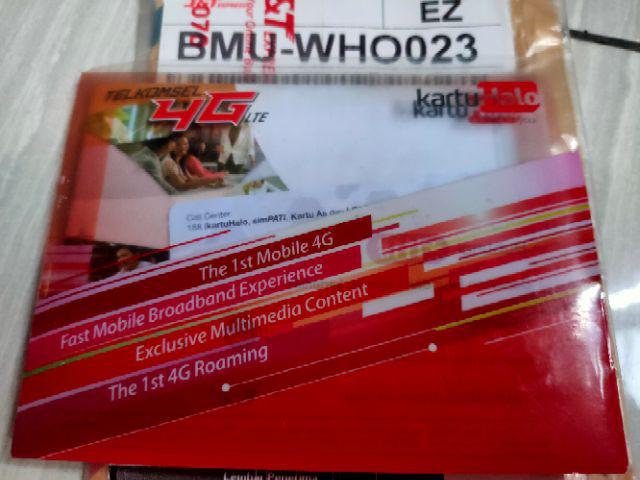 EZ
BMU-WHO023
TELKOMSEL
4G LTE
kartuHalo
kartu
Call Center
188 (kartuHalo, simPATI, Kartu As
The 1st Mobile 4G
Fast Mobile Broadband Experience
Exclusive Multimedia Content
The 1st 4G Roaming